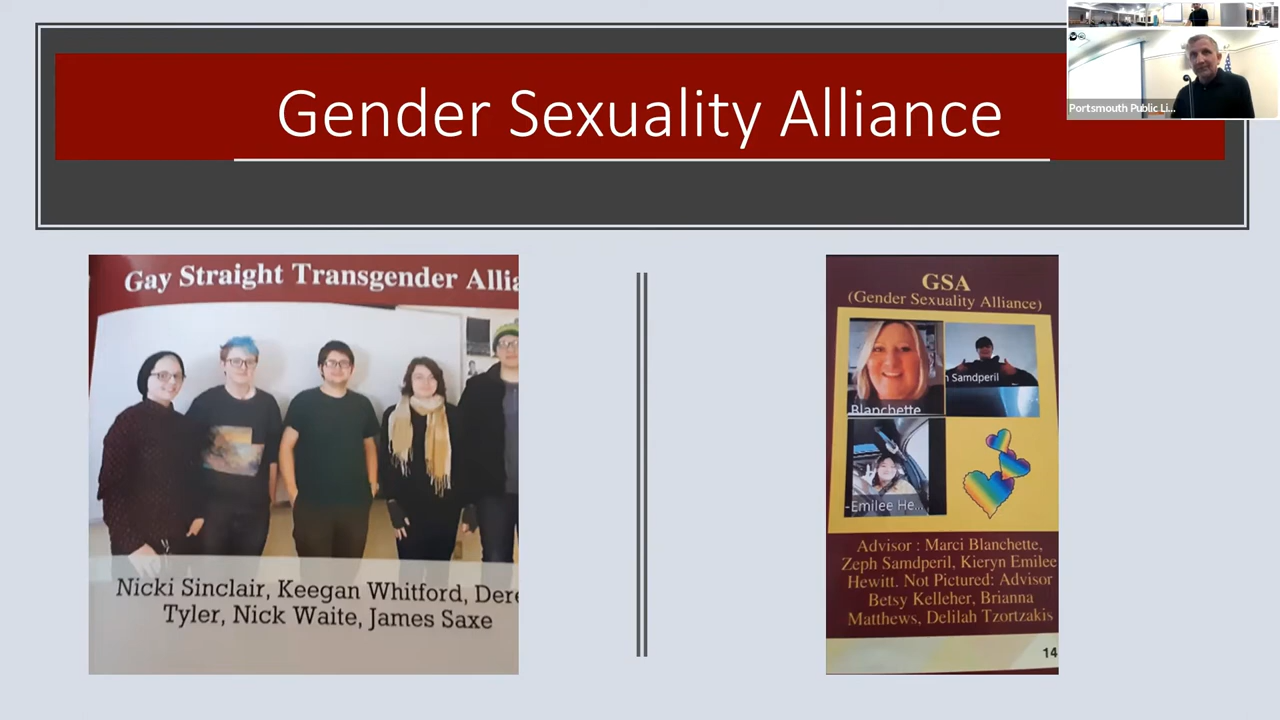 Gender Sexuality Alliance
Portsmouth Public Li...
Gay Straight Transgender Allia
Nicki Sinclair, Keegan Whitford, Dere
Tyler, Nick Waite, James Saxe
GSA
(Gender Sexuality Alliance)
Blanchette
n Samdperil
-Emilee He...
Advisor : Marci Blanchette,
Zeph Samdperil, Kieryn Emilee
Hewitt. Not Pictured: Advisor
Betsy Kelleher, Brianna
Matthews, Delilah Tzortzakis
14